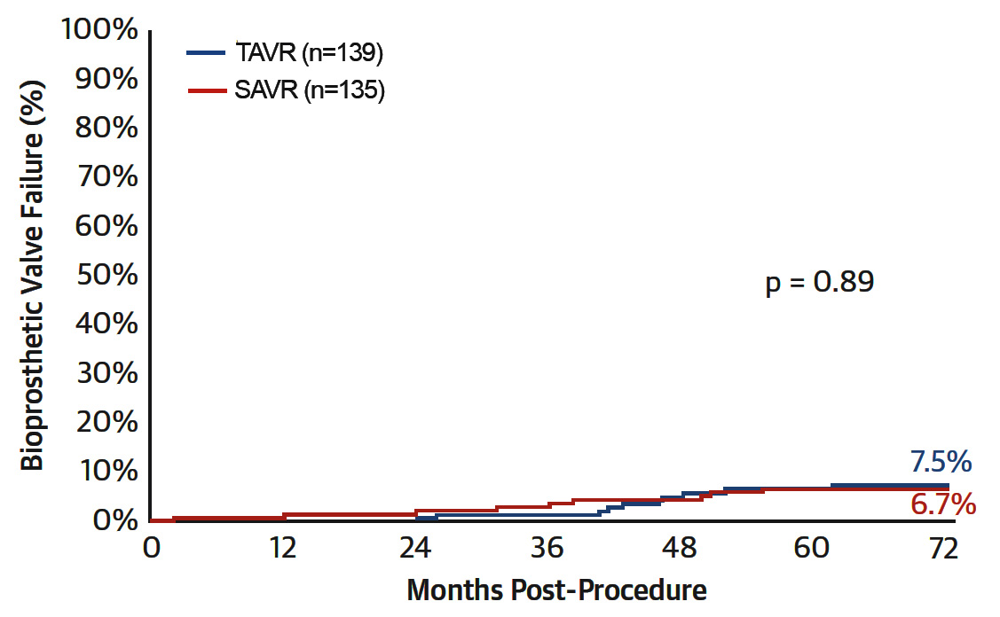 100%
90%
80%
70%
60%
50%
40%
30%
20%
10%
0%
Bioprosthetic Valve Failure (%)
TAVR (n=139)
SAVR (n=135)
p = 0.89
7.5%
6.7%
0 12 24 36 48 60 72
Months Post-Procedure